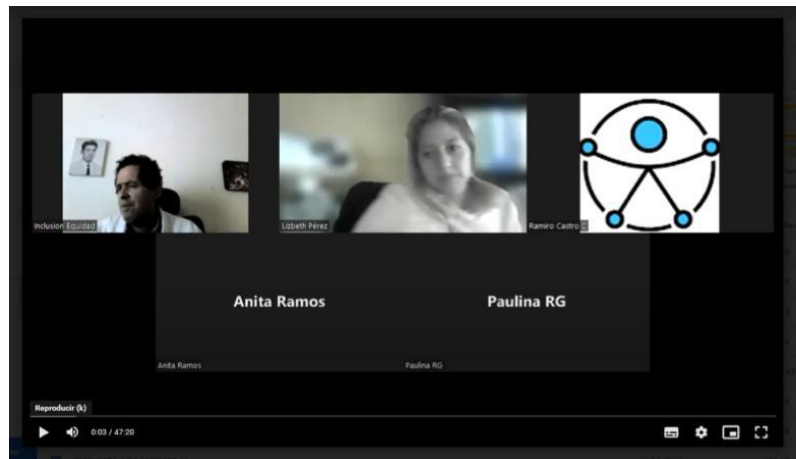 Inclusion Equidad
Lizbeth Pérez
Ramiro Castro C
Anita Ramos
Paulina RG
Anita Ramos
Paulina RG
Reproducir (k)
0:03 / 47:20